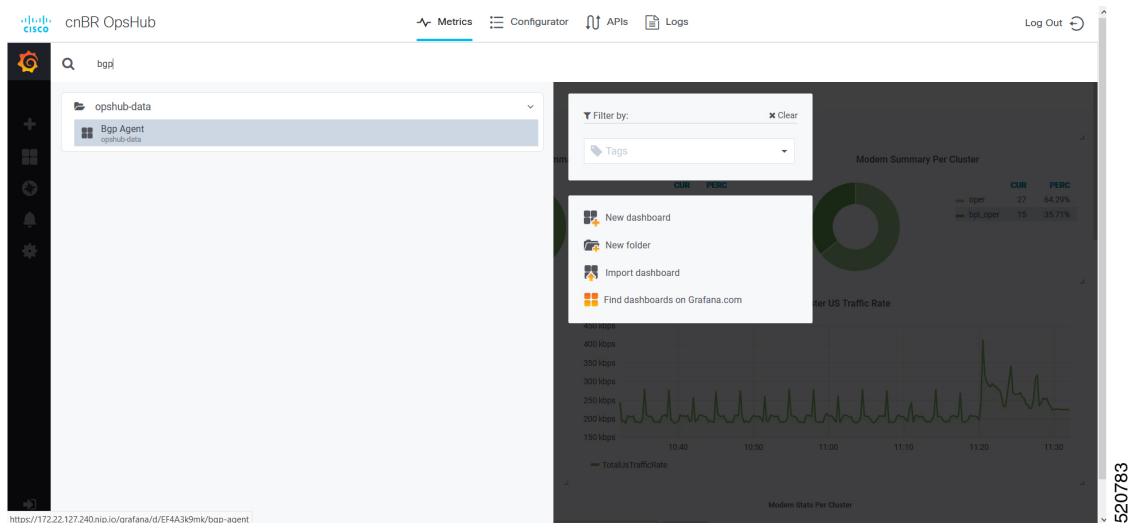 cisco
cnBR OpsHub
Metrics
Configurator
APIs
Logs
Log Out
bgp
opshub-data
Bgp Agent
opshub-data
Filter by:
Clear
Tags
New dashboard
New folder
Import dashboard
Find dashboards on Grafana.com
Modem Summary Per Cluster
CUR PERC
CUR PERC
oper 27 64.29%
bpi_oper 15 35.71%
US Traffic Rate
450 kbps
400 kbps
350 kbps
300 kbps
250 kbps
200 kbps
150 kbps
10:40 10:50 11:00 11:10 11:20 11:30
TotalUsTrafficRate
Modem Stats Per Cluster
https://172.22.127.240.nip.io/grafana/d/EF4A3k9mk/bgp-agent
520783